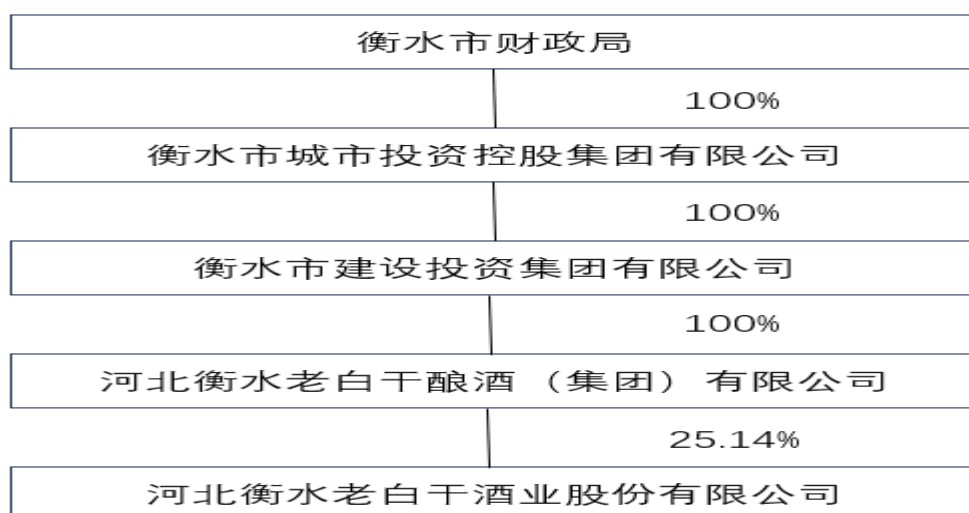 衡水市财政局
100%
衡水市城市投资控股集团有限公司
100%
衡水市建设投资集团有限公司
100%
河北衡水老白干酿酒（集团）有限公司
25.14%
河北衡水老白干酒业股份有限公司